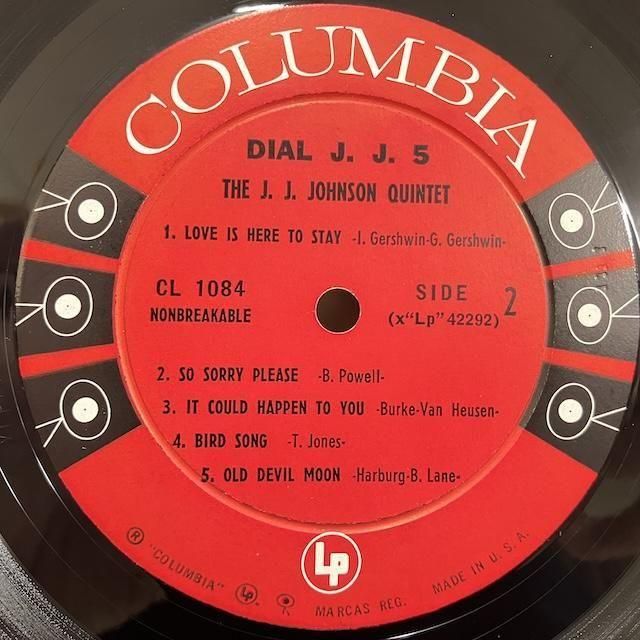 COLUMBIA
DIAL J. J. 5
THE J. J. JOHNSON QUINTET
1. LOVE IS HERE TO STAY -I. Gershwin-G. Gershwin-
CL 1084
NONBREAKABLE
SIDE 2
(x"Lp" 42292)
2. SO SORRY PLEASE -B. Powell-
3. IT COULD HAPPEN TO YOU -Burke-Van Heusen-
4. BIRD SONG -T. Jones-
5. OLD DEVIL MOON -Harburg-B. Lane-
Lp
® "COLUMBIA" Lp MARCAS REG. MADE IN U. S. A.